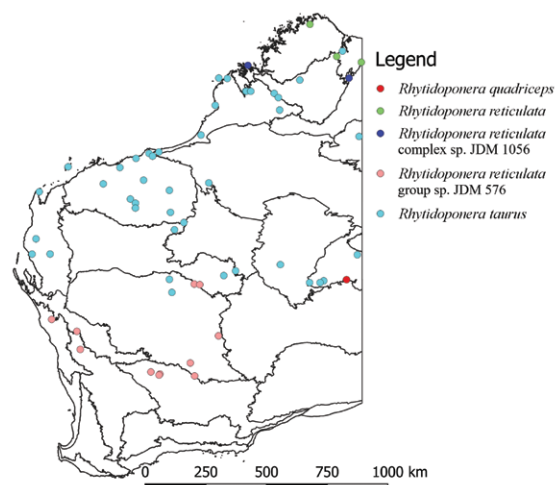 Legend
Rhytidoponera quadriceps
Rhytidoponera reticulata
Rhytidoponera reticulata
complex sp. JDM 1056
Rhytidoponera reticulata
group sp. JDM 576
Rhytidoponera taurus
0 250 500 750 1000 km